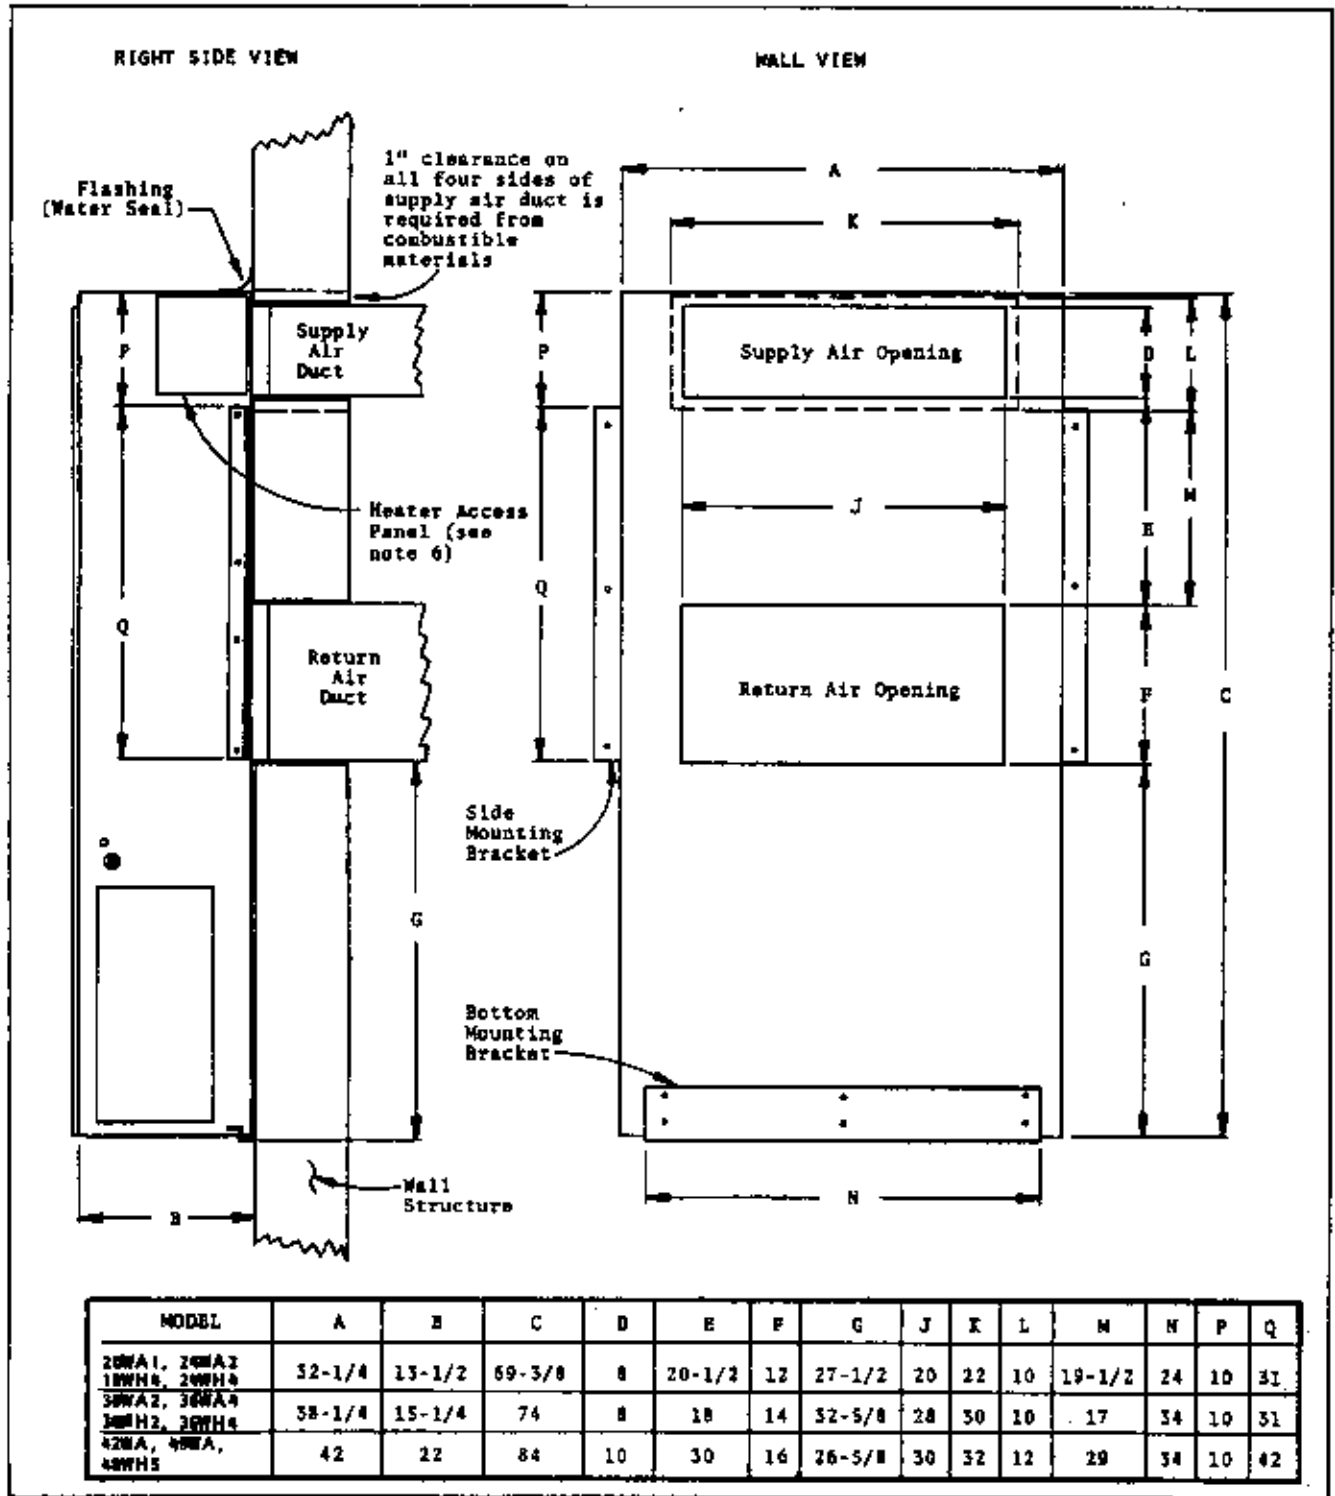 RIGHT SIDE VIEW
WALL VIEW
Flashing
(Water Seal)
1" clearance on
all four sides of
supply air duct is
required from
combustible
materials
A
K
P
Supply
Air
Duct
P
Supply Air Opening
D
L
Heater Access
Panel (see
note 6)
J
M
E
Q
Q
Return
Air
Duct
Return Air Opening
F
C
Side
Mounting
Bracket
G
G
Bottom
Mounting
Bracket
Wall
Structure
B
N
MODEL A B C D E F G J K L M N P Q
32-1/4 13-1/2 69-3/8 8 20-1/2 12 27-1/2 20 22 10 19-1/2 24 10 31
38-1/4 15-1/4 74 8 18 14 32-5/8 28 30 10 17 34 10 31
42WA, 42 22 84 10 30 16 26-5/8 30 32 12 29 34 10 42
48WH5